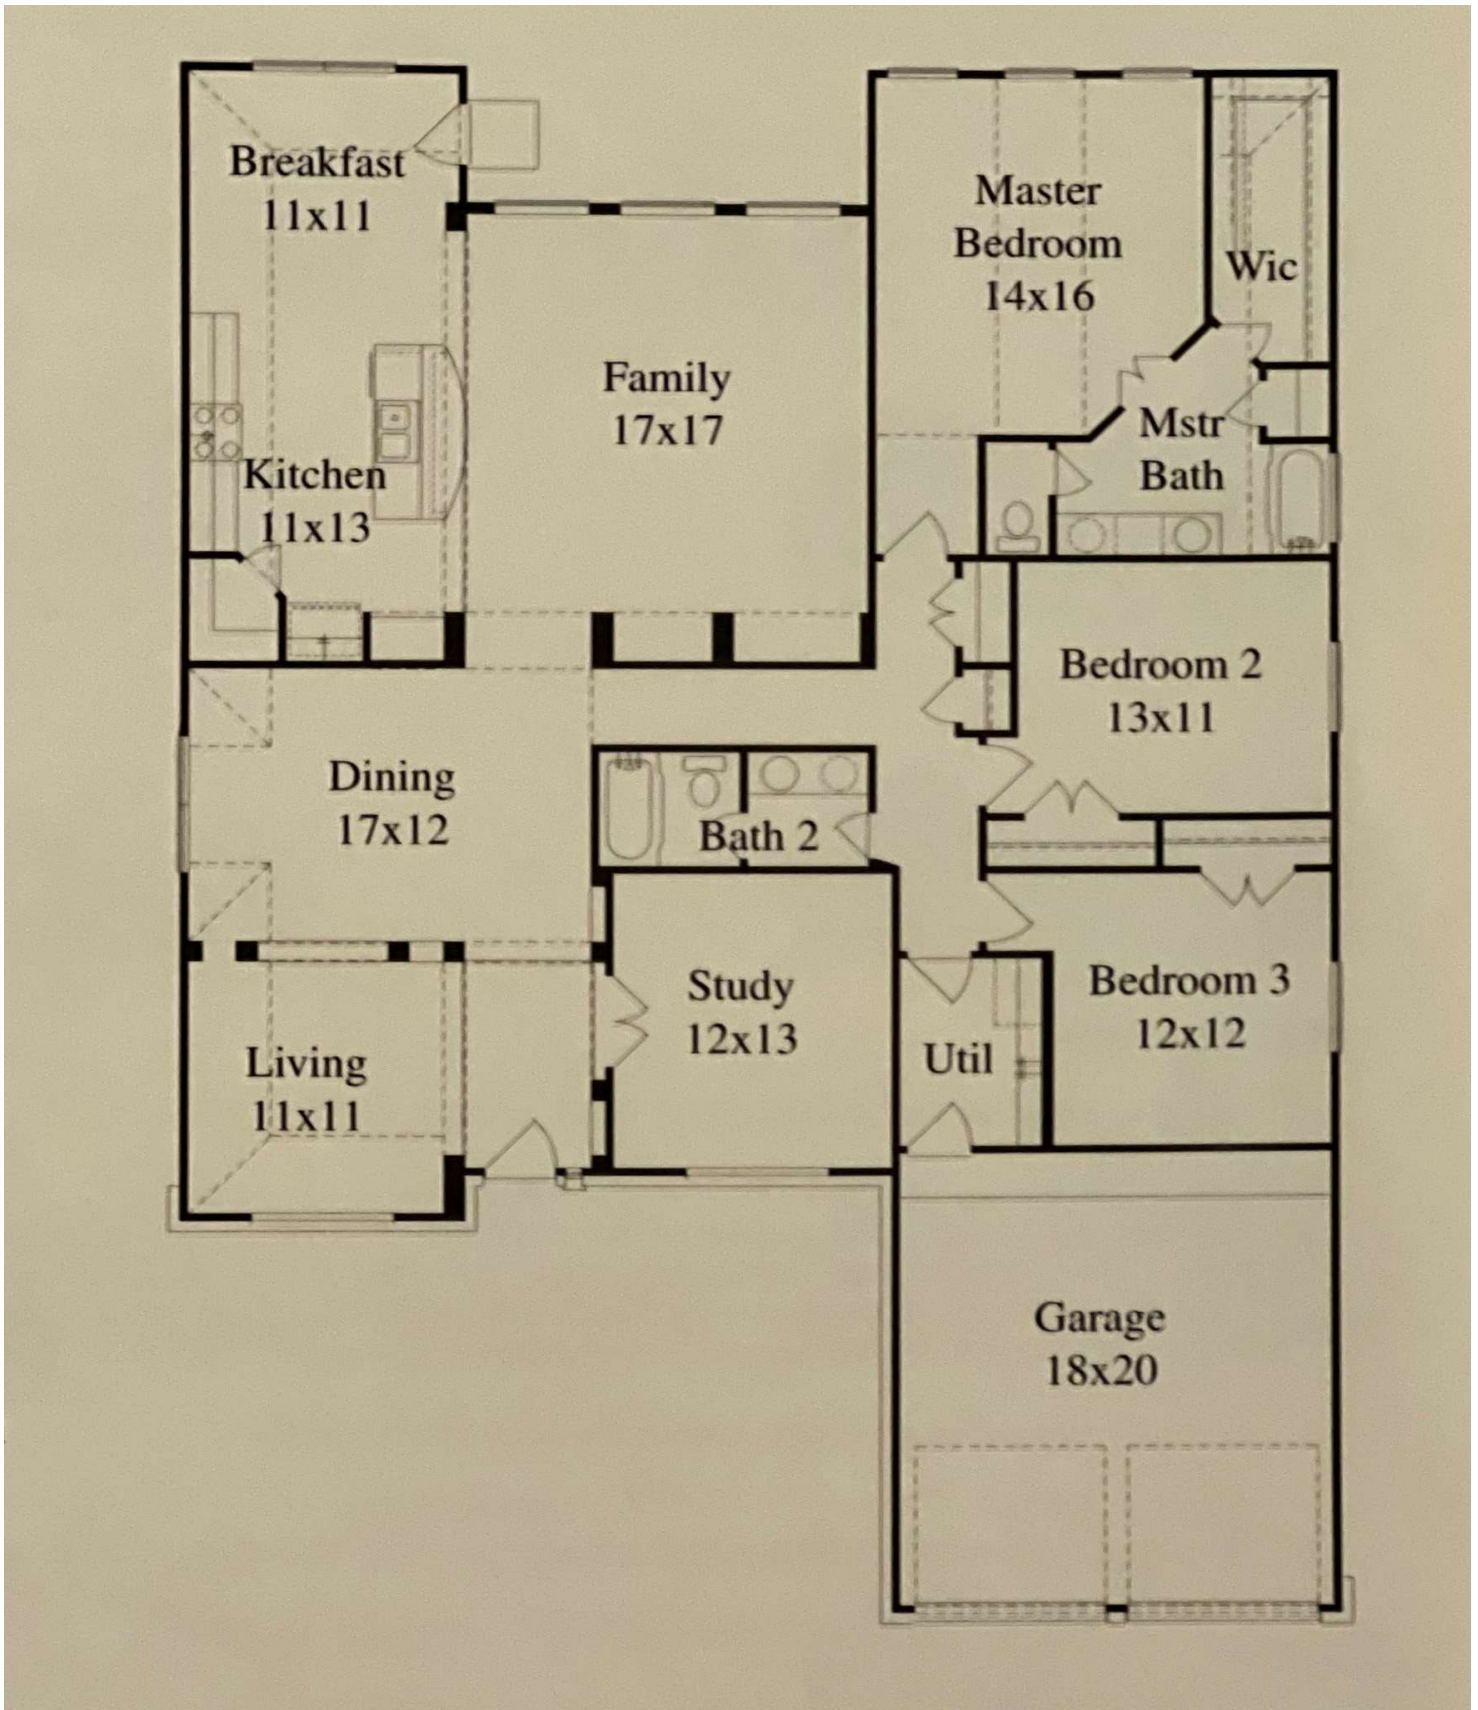 Breakfast
11x11
Master
Bedroom
14x16
Wic
Family
17x17
Mstr
Bath
Kitchen
11x13
Bedroom 2
13x11
Dining
17x12
Bath 2
Study
12x13
Bedroom 3
12x12
Living
11x11
Util
Garage
18x20